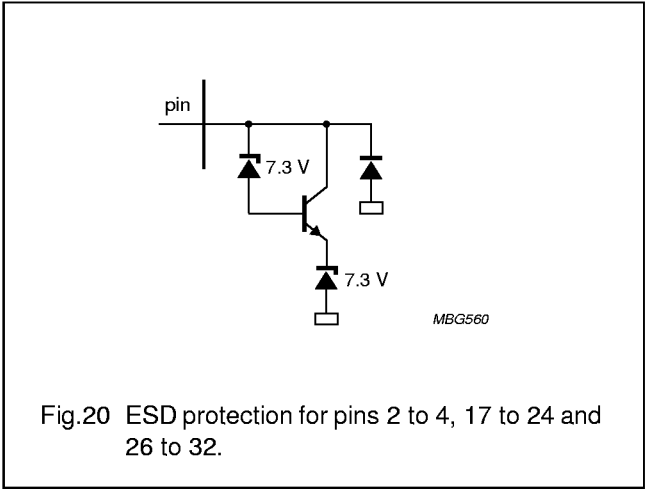 pin
7.3 V
7.3 V
MBG560
Fig.20 ESD protection for pins 2 to 4, 17 to 24 and
26 to 32.